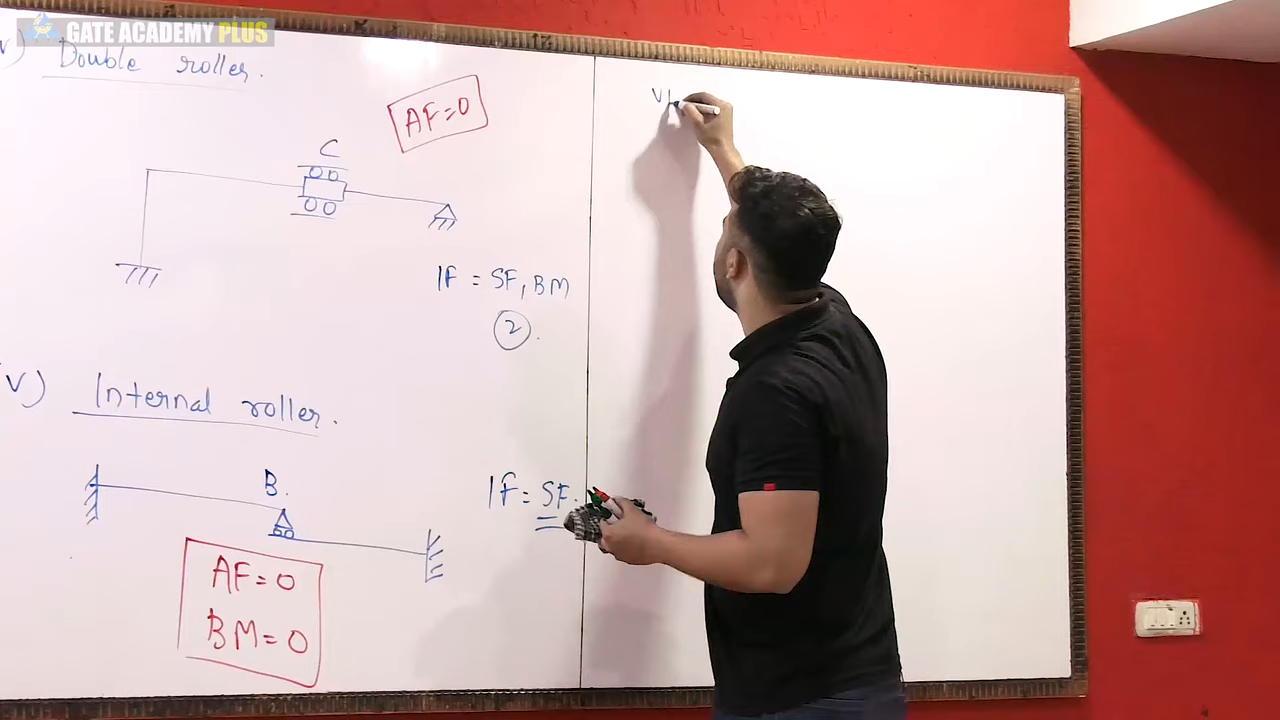 GATE ACADEMY PLUS
v) Double roller.
AF=0
C
IF = SF, BM
2.
v) Internal roller.
B.
IF = SF.
AF=0
BM=0